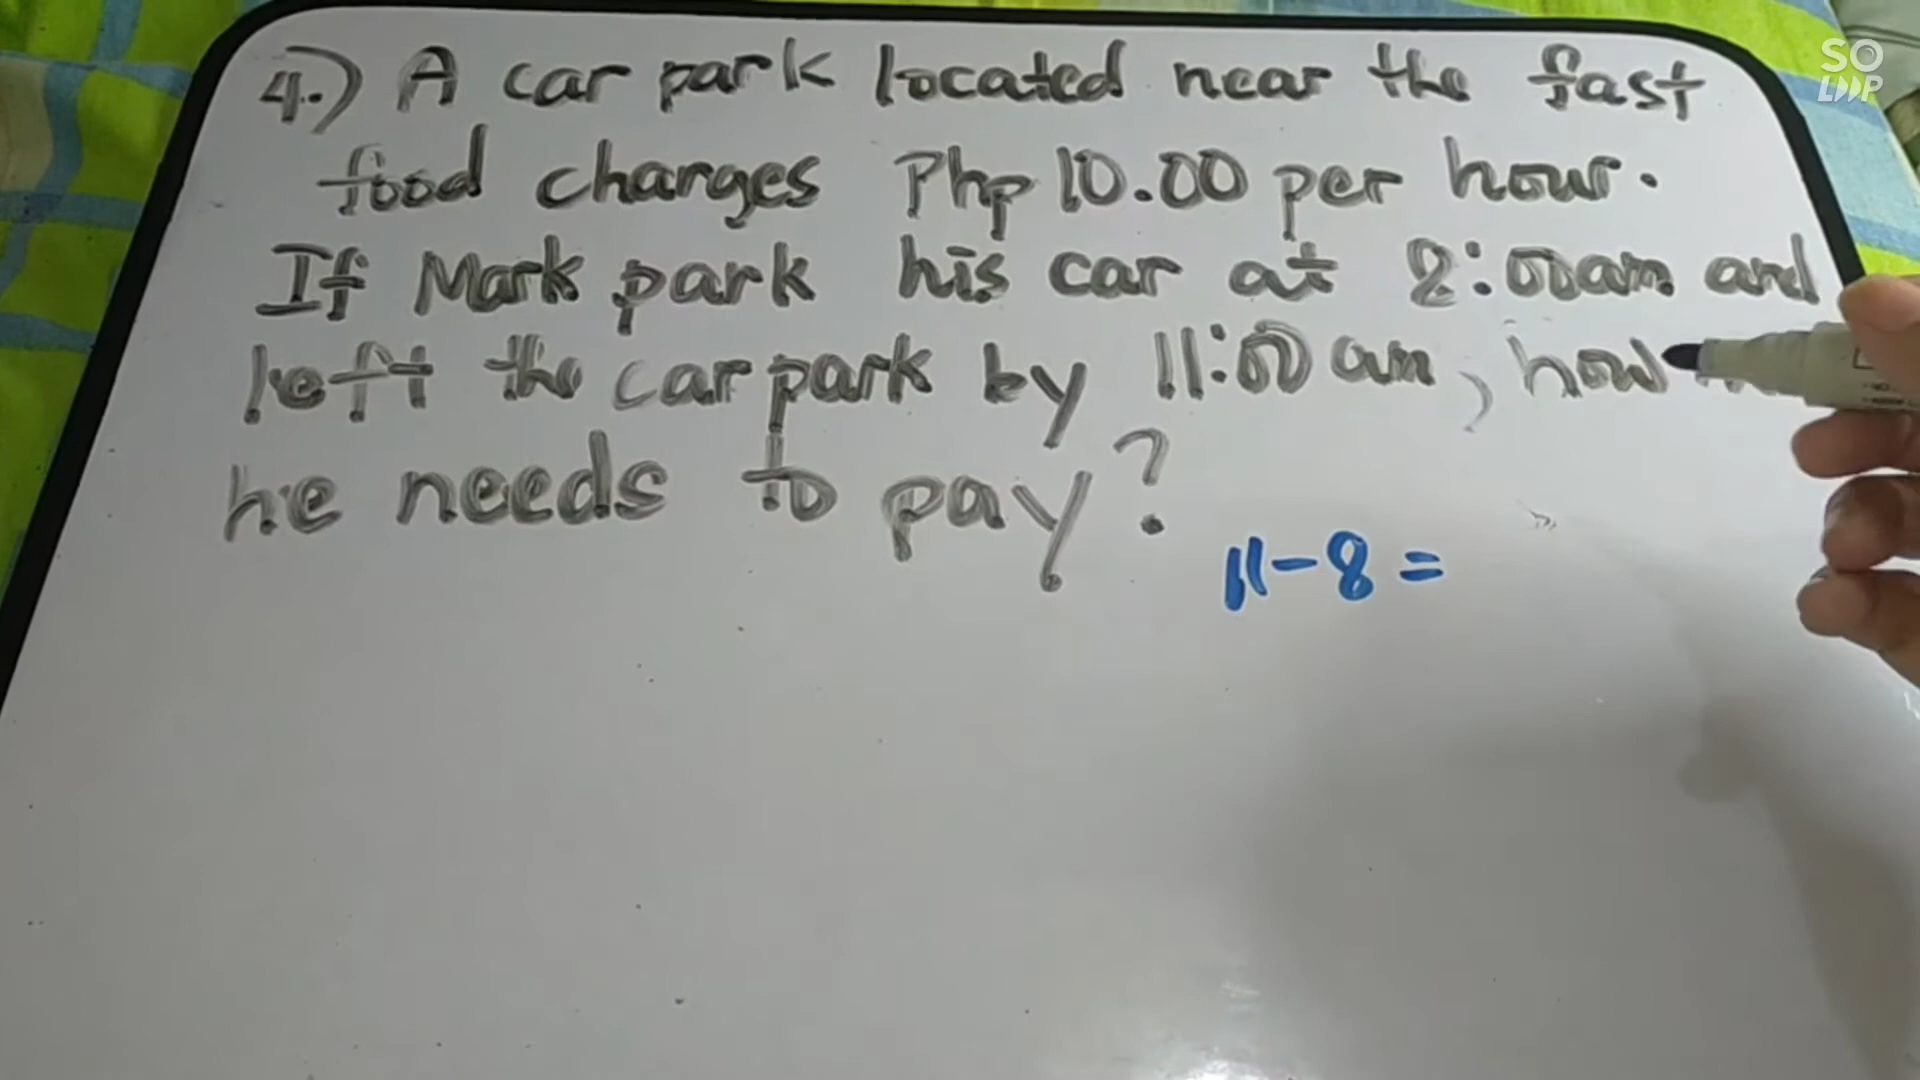 4.) A car park located near the fast
food charges Php 10.00 per hour.
If Mark park his car at 8:00am and
left the car park by 11:00 am, how
he needs to pay?
11-8=
SO
LOOP